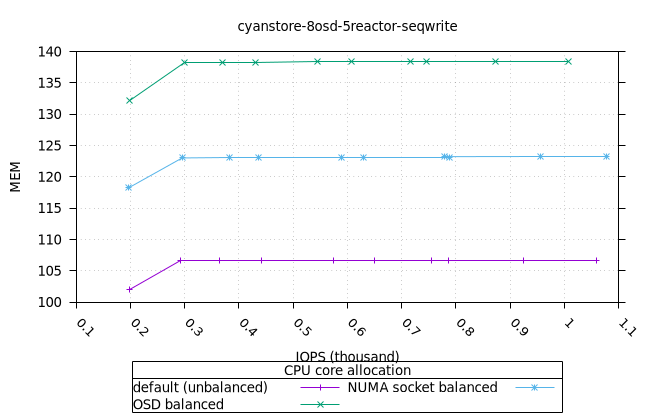 cyanstore-8osd-5reactor-seqwrite
140
135
130
125
120
115
110
105
100
MEM
0.1 0.2 0.3 0.4 0.5 0.6 0.7 0.8 0.9 1 1.1
IOPS (thousand)
CPU core allocation
default (unbalanced) NUMA socket balanced
OSD balanced